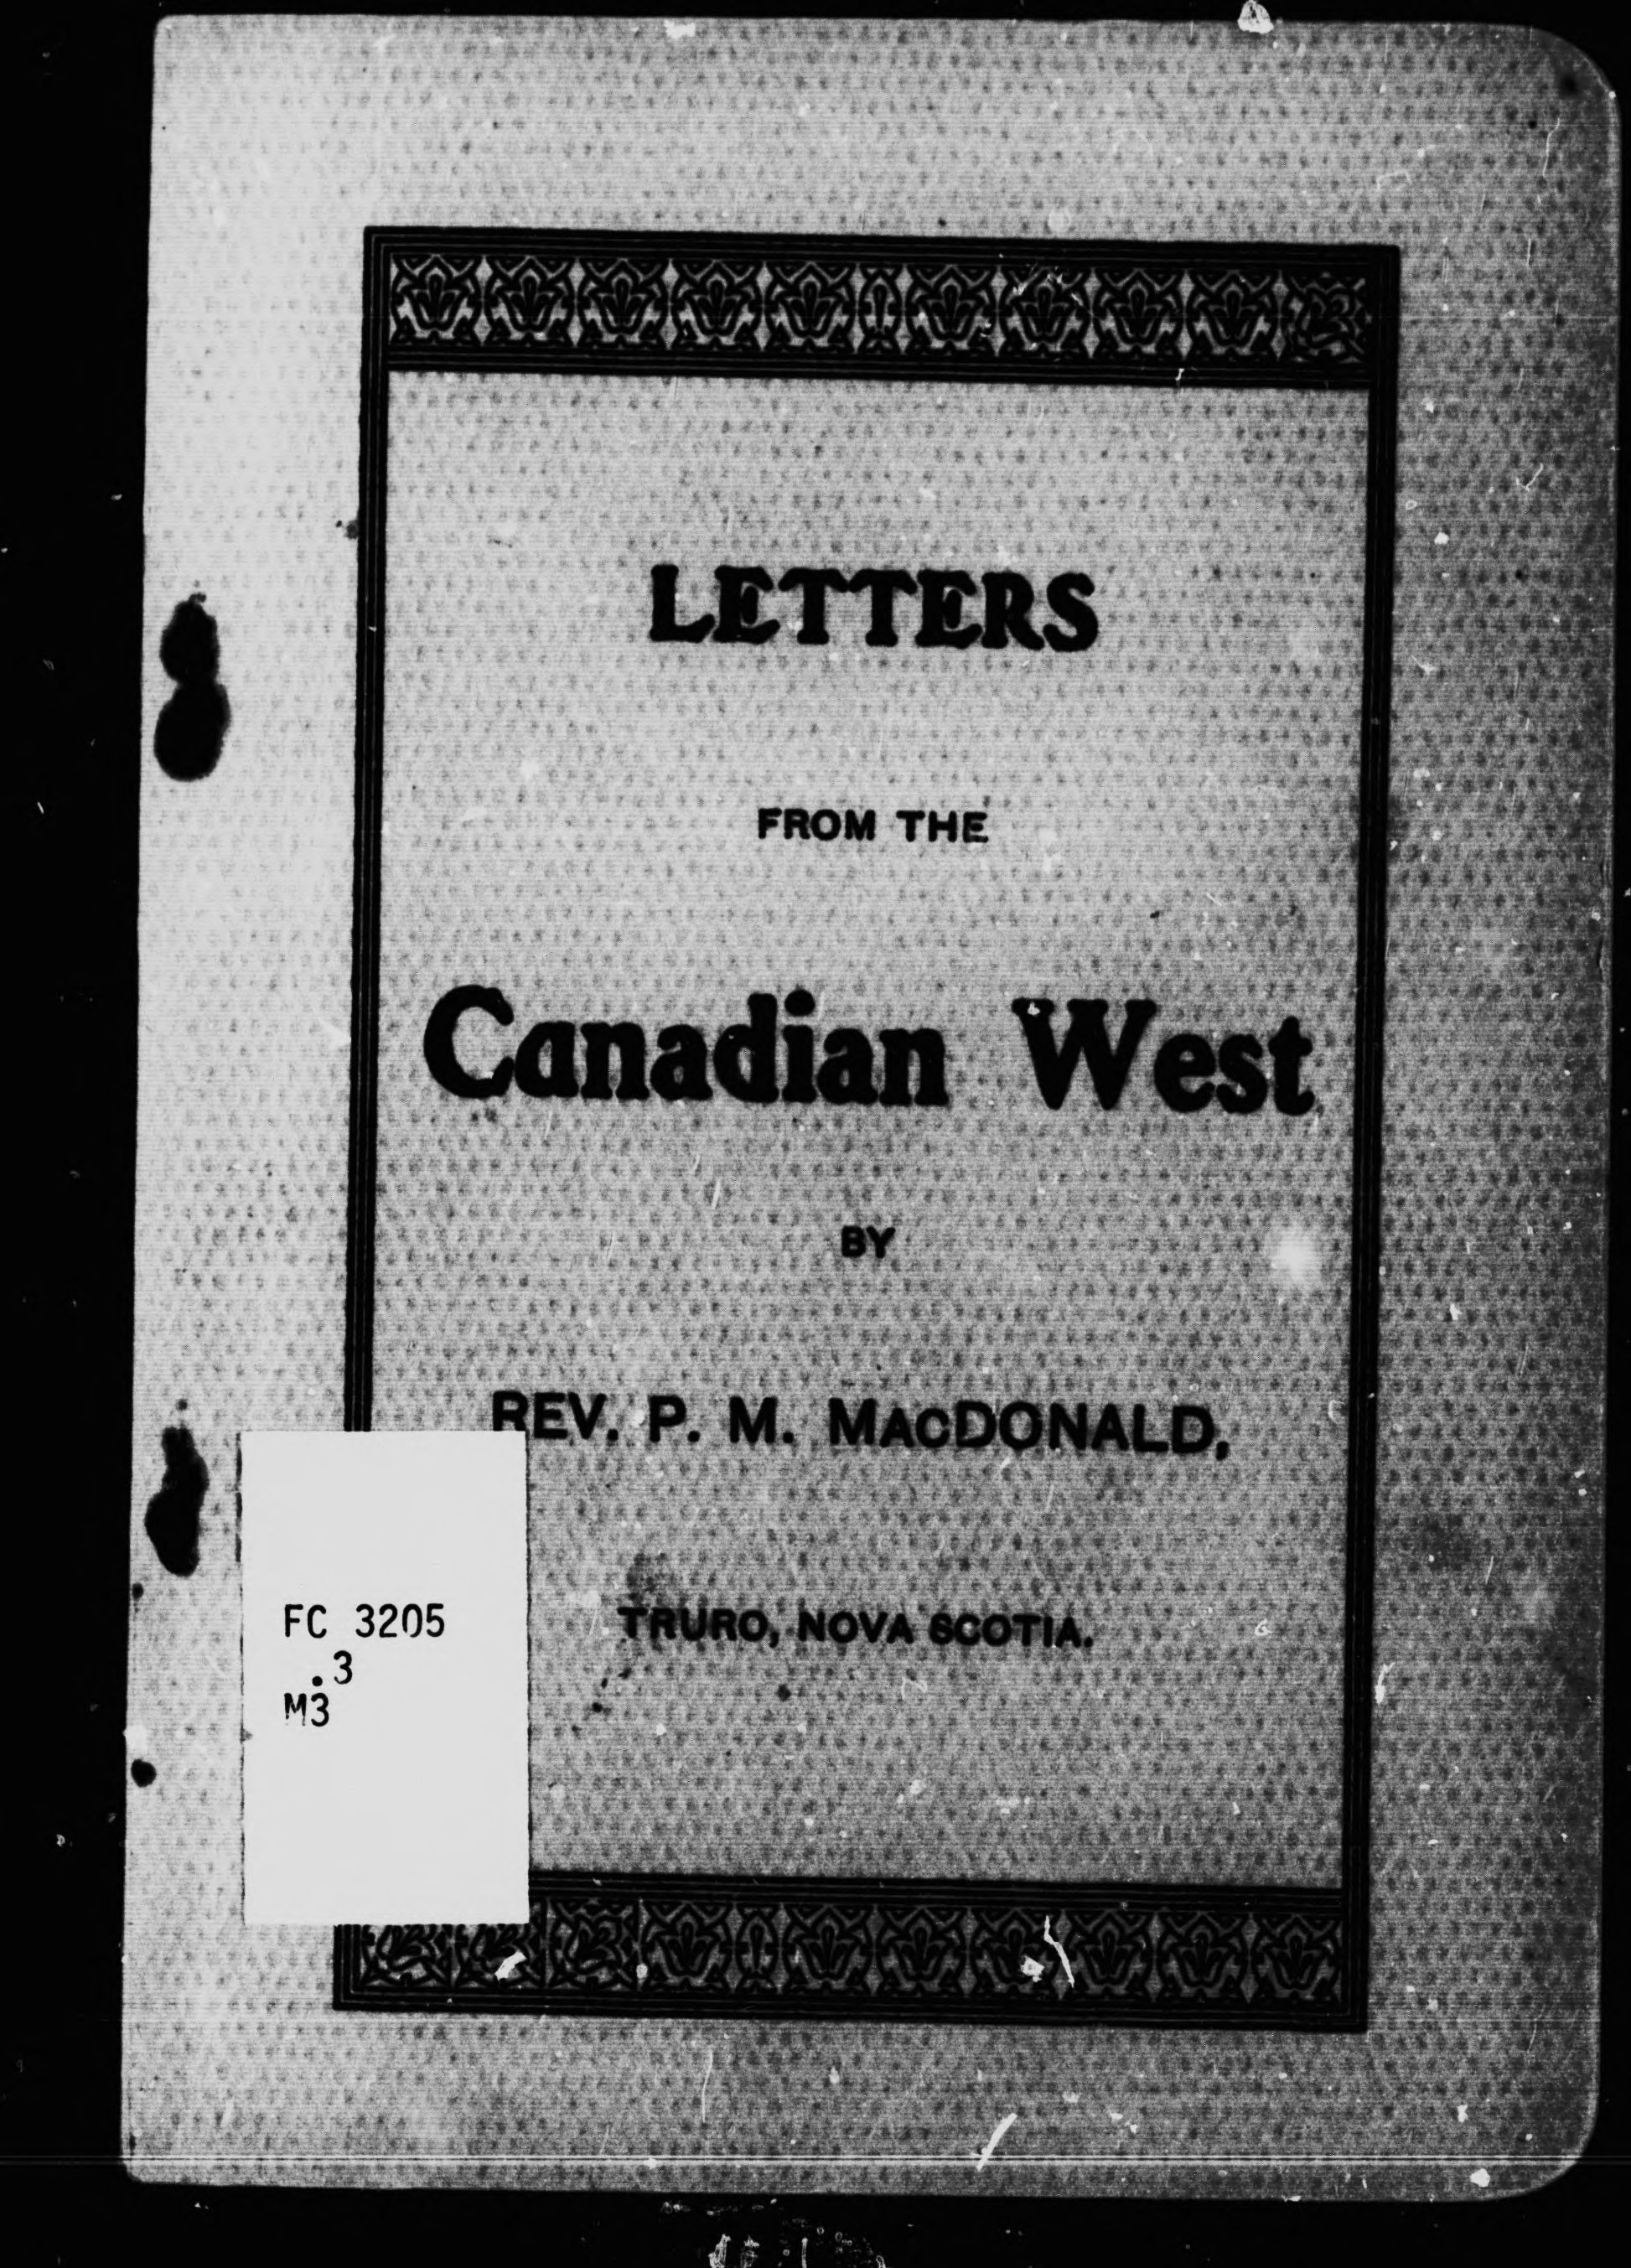 LETTERS
FROM THE
Canadian West
BY
REV. P. M. MACDONALD,
TRURO, NOVA SCOTIA.
FC 3205
.3
M3